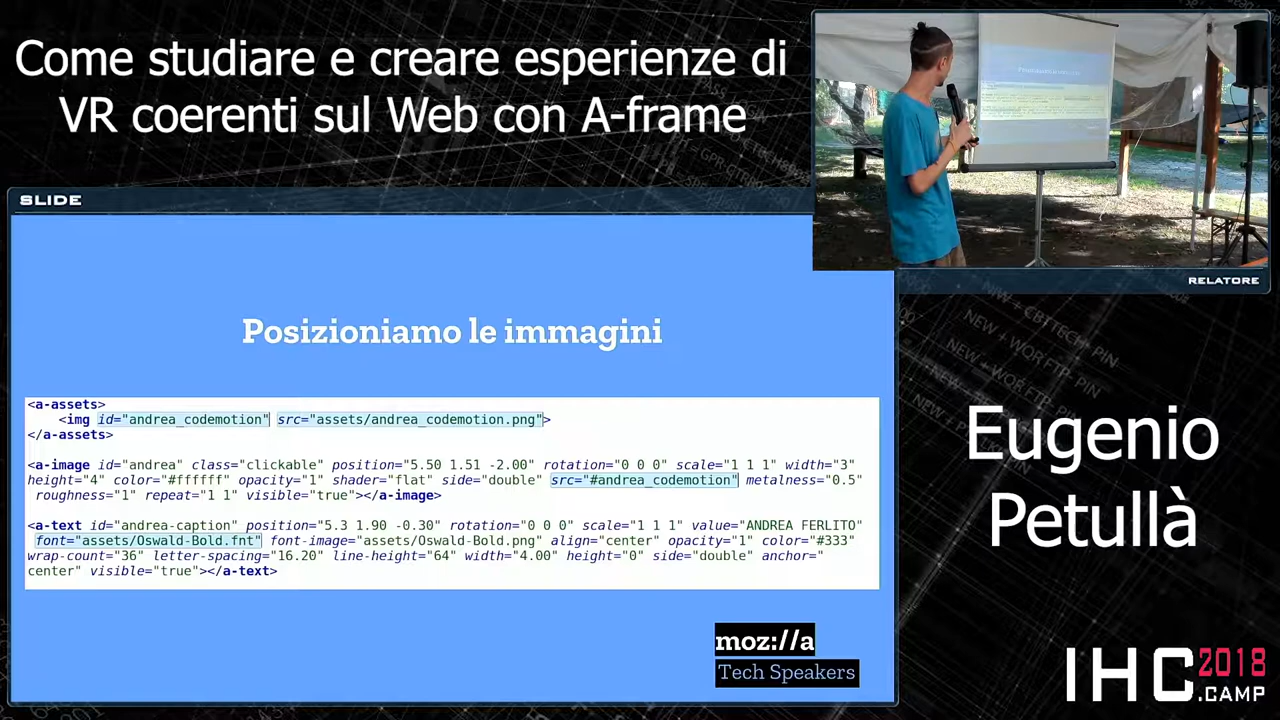 Come studiare e creare esperienze di
VR coerenti sul Web con A-frame
SLIDE
Posizioniamo le immagini
<a-assets>
<img id="andrea_codemotion" src="assets/andrea_codemotion.png">
</a-assets>
<a-image id="andrea" class="clickable" position="5.50 1.51 -2.00" rotation="0 0 0" scale="1 1 1" width="3"
height="4" color="#ffffff" opacity="1" shader="flat" side="double" src="#andrea_codemotion" metalness="0.5"
roughness="1" repeat="1 1" visible="true"></a-image>
<a-text id="andrea-caption" position="5.3 1.90 -0.30" rotation="0 0 0" scale="1 1 1" value="ANDREA FERLITO"
font="assets/Oswald-Bold.fnt" font-image="assets/Oswald-Bold.png" align="center" opacity="1" color="#333"
wrap-count="36" letter-spacing="16.20" line-height="64" width="4.00" height="0" side="double" anchor="
center" visible="true"></a-text>
moz://a
Tech Speakers
RELATORE
NEW + CBTTECH+ PIN
NEW + WOR FTP- PIN
Eugenio
Petullà
IHC 2018
.CAMP